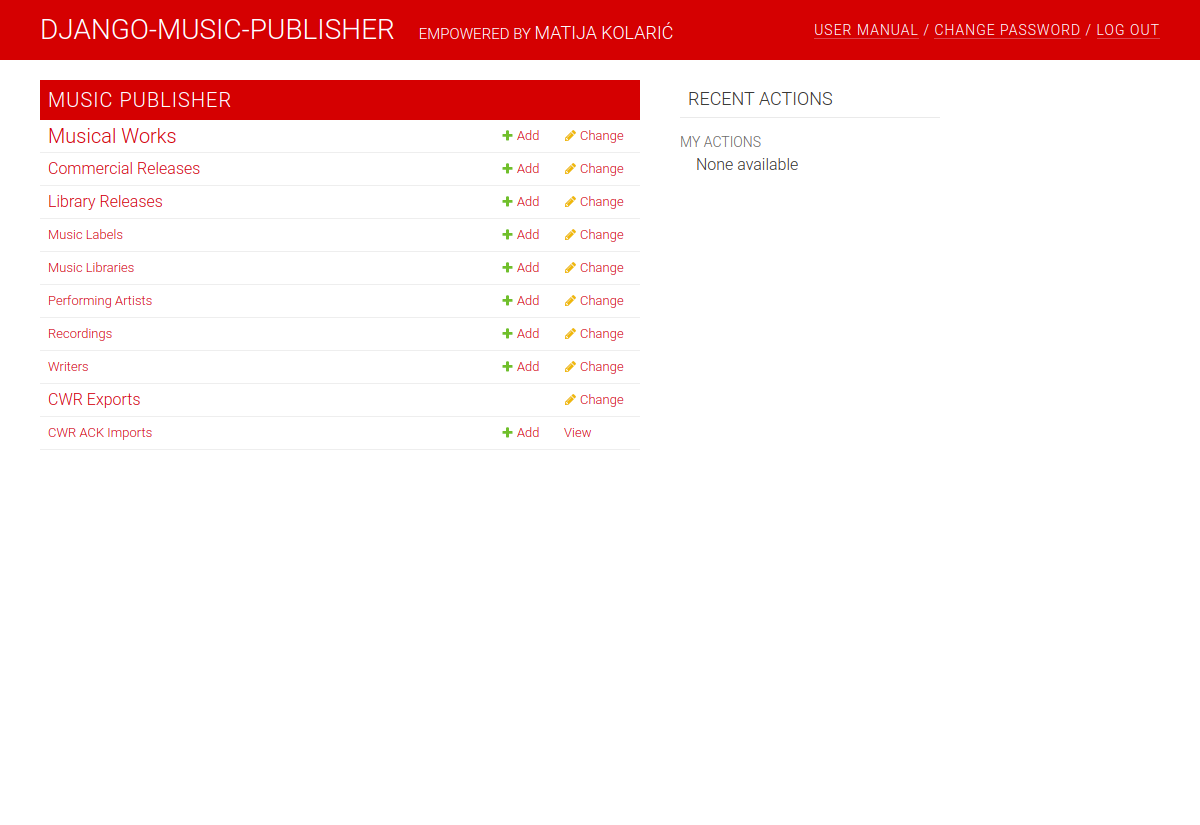 DJANGO-MUSIC-PUBLISHER EMPOWERED BY MATIJA KOLARIĆ USER MANUAL / CHANGE PASSWORD / LOG OUT
MUSIC PUBLISHER
Musical Works Add Change
Commercial Releases Add Change
Library Releases Add Change
Music Labels Add Change
Music Libraries Add Change
Performing Artists Add Change
Recordings Add Change
Writers Add Change
CWR Exports Change
CWR ACK Imports Add View
RECENT ACTIONS
MY ACTIONS
None available